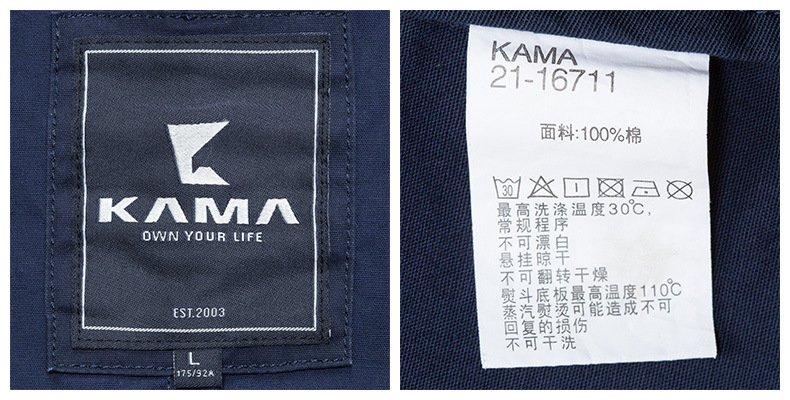 KAMA
OWN YOUR LIFE
EST.2003
L
175/92A
KAMA
21-16711
面料:100%棉
30
最高洗涤温度30℃,
常规程序
不可漂白
悬挂晾干
不可翻转干燥
熨斗底板最高温度110℃
蒸汽熨烫可能造成不可
回复的损伤
不可干洗